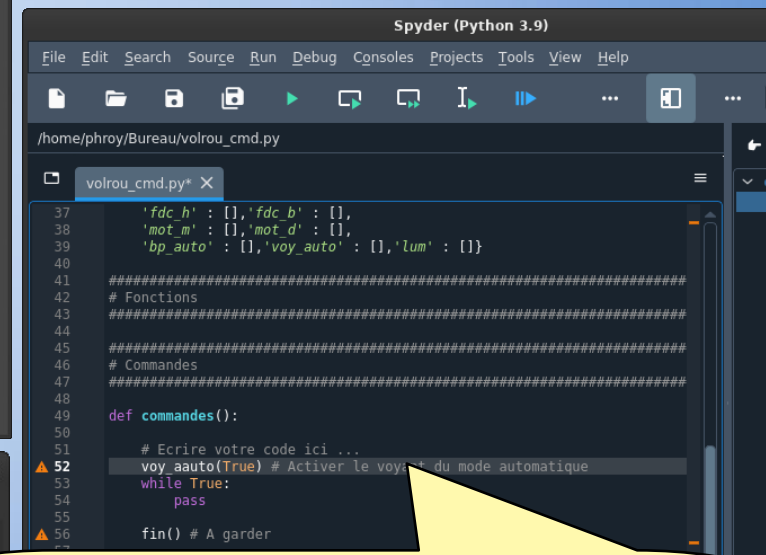 Spyder (Python 3.9)
File Edit Search Source Run Debug Consoles Projects Tools View Help
/home/phroy/Bureau/volrou_cmd.py
volrou_cmd.py*
37 'fdc_h' : [],'fdc_b' : [],
38 'mot_m' : [],'mot_d' : [],
39 'bp_auto' : [],'voy_auto' : [],'lum' : []}
40
41 #######################################################################
42 # Fonctions
43 #######################################################################
44
45 #######################################################################
46 # Commandes
47 #######################################################################
48
49 def commandes():
50
51 # Ecrire votre code ici ...
52 voy_aauto(True) # Activer le voyant du mode automatique
53 while True:
54 pass
55
56 fin() # A garder